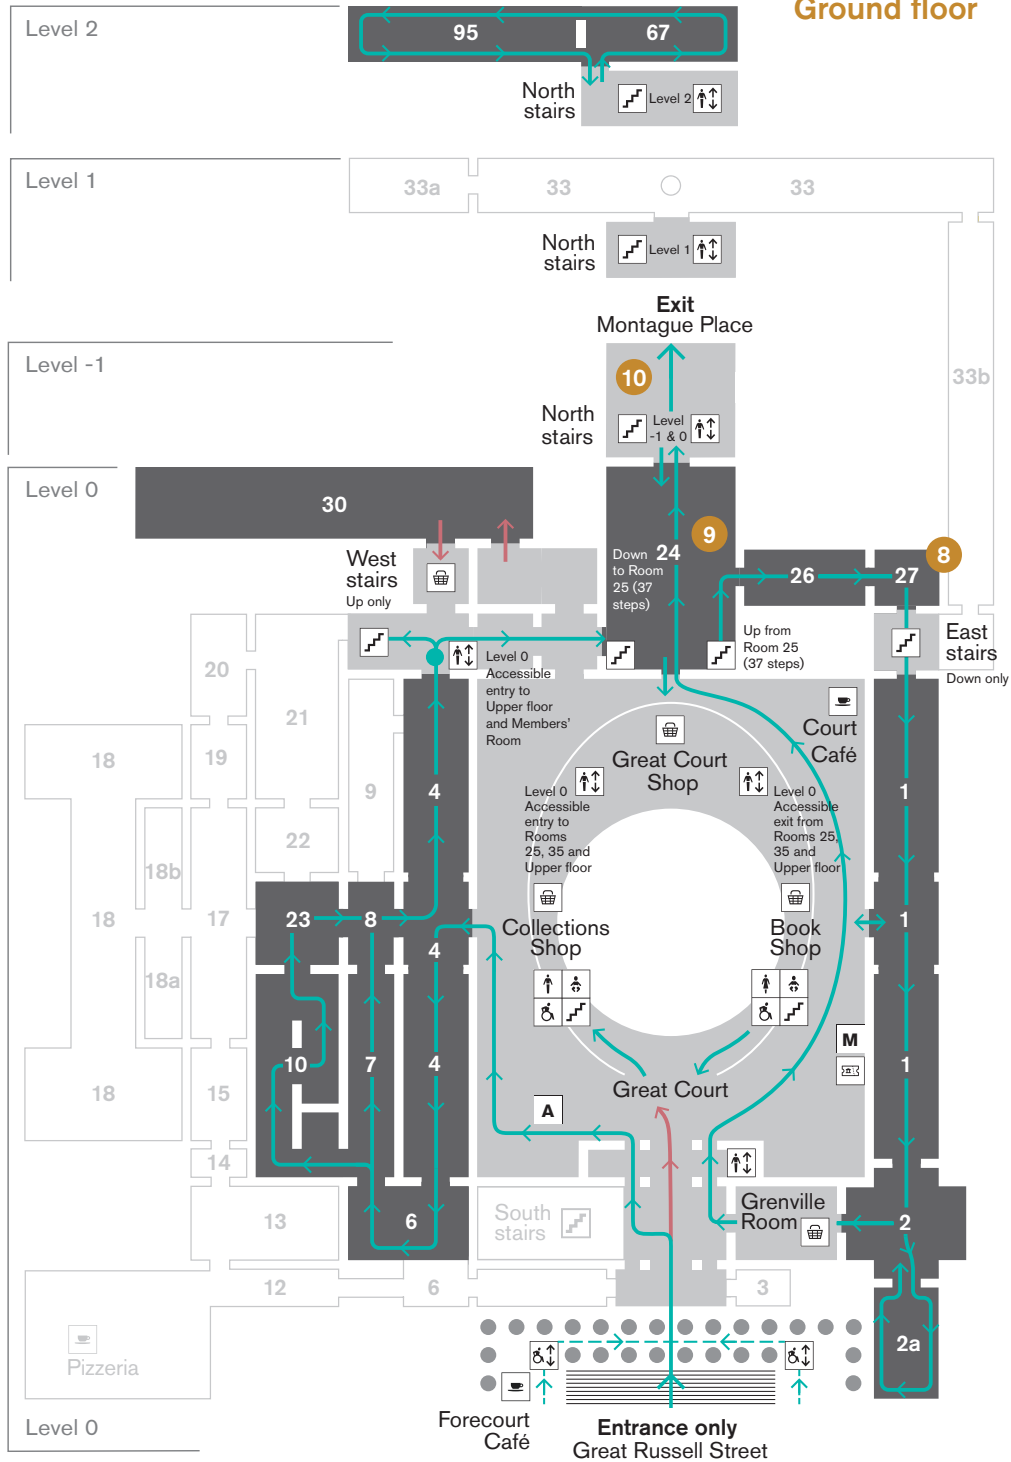 Ground floor
Level 2
95
67
North
stairs
Level 2
Level 1
33a
33
33
North
stairs
Level 1
Exit
Montague Place
Level -1
10
33b
North
stairs
Level
-1 & 0
Level 0
30
9
8
West
stairs
Up only
Down
to Room
25 (37
steps)
24
26
27
Up from
Room 25
(37 steps)
East
stairs
Down only
20
21
Level 0
Accessible
entry to
Upper floor
and Members'
Room
Court
Café
18
19
9
4
Great Court
Shop
1
Level 0
Accessible
entry to
Rooms
25, 35 and
Upper floor
Level 0
Accessible
exit from
Rooms 25,
35 and
Upper floor
22
18b
18
17
23
8
4
Collections
Shop
Book
Shop
1
18a
M
18
15
10
7
4
Great Court
1
A
14
13
6
South
stairs
Grenville
Room
2
12
6
3
2a
Pizzeria
Forecourt
Café
Entrance only
Great Russell Street
Level 0